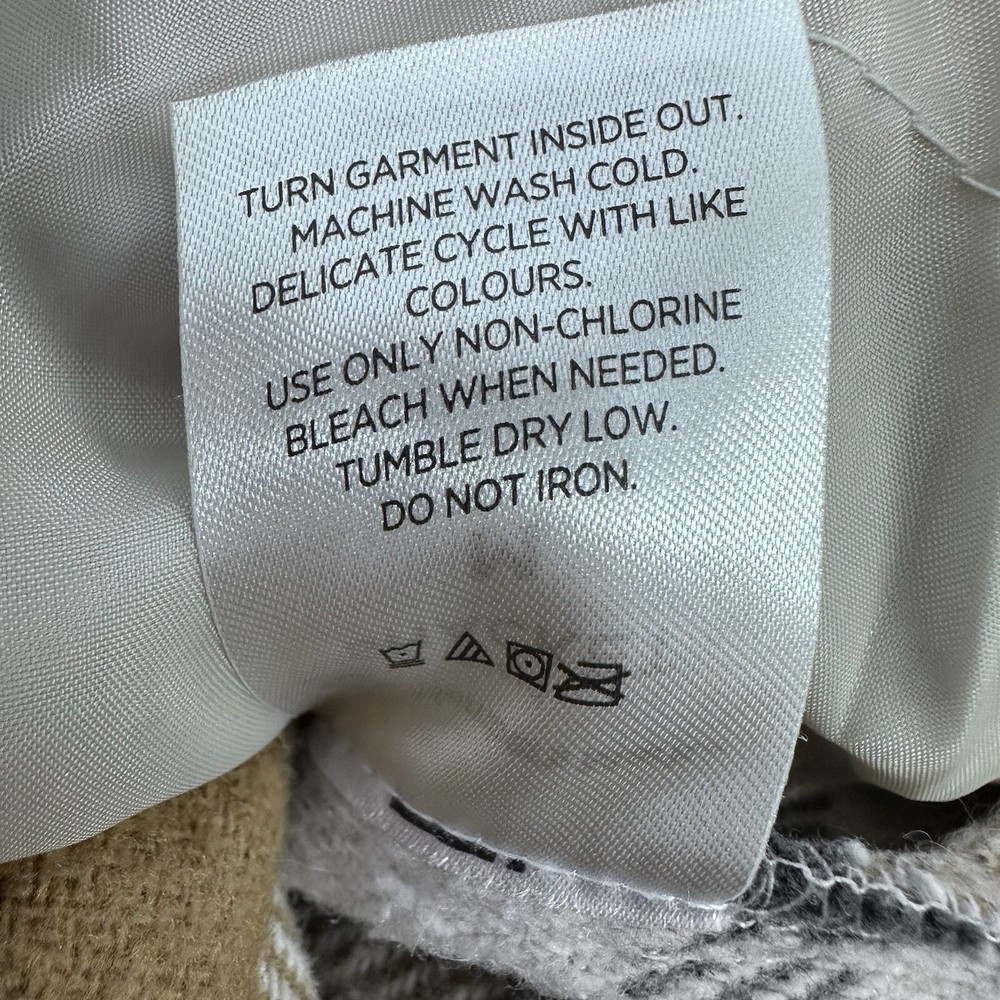 TURN GARMENT INSIDE OUT.
MACHINE WASH COLD.
DELICATE CYCLE WITH LIKE
COLOURS.
USE ONLY NON-CHLORINE
BLEACH WHEN NEEDED.
TUMBLE DRY LOW.
DO NOT IRON.